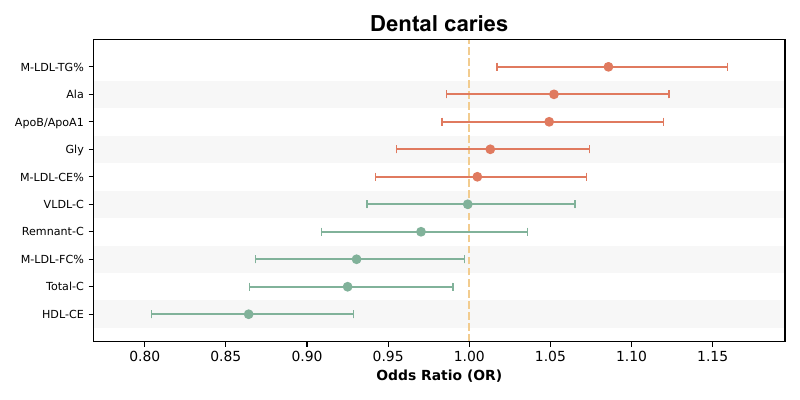 Dental caries
M-LDL-TG%
Ala
ApoB/ApoA1
Gly
M-LDL-CE%
VLDL-C
Remnant-C
M-LDL-FC%
Total-C
HDL-CE
0.80 0.85 0.90 0.95 1.00 1.05 1.10 1.15
Odds Ratio (OR)